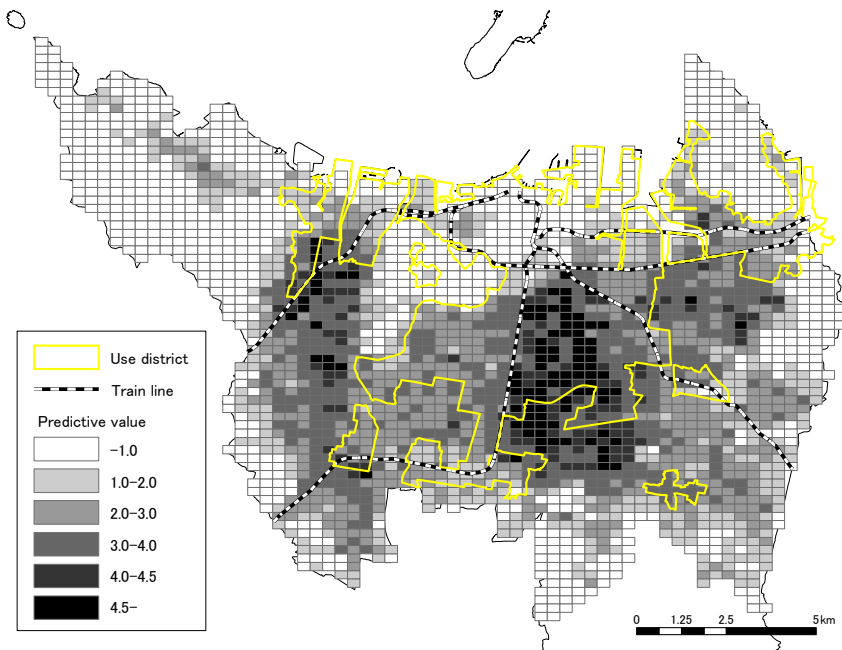 Use district
Train line
Predictive value
-1.0
1.0-2.0
2.0-3.0
3.0-4.0
4.0-4.5
4.5-
0 1.25 2.5 5km